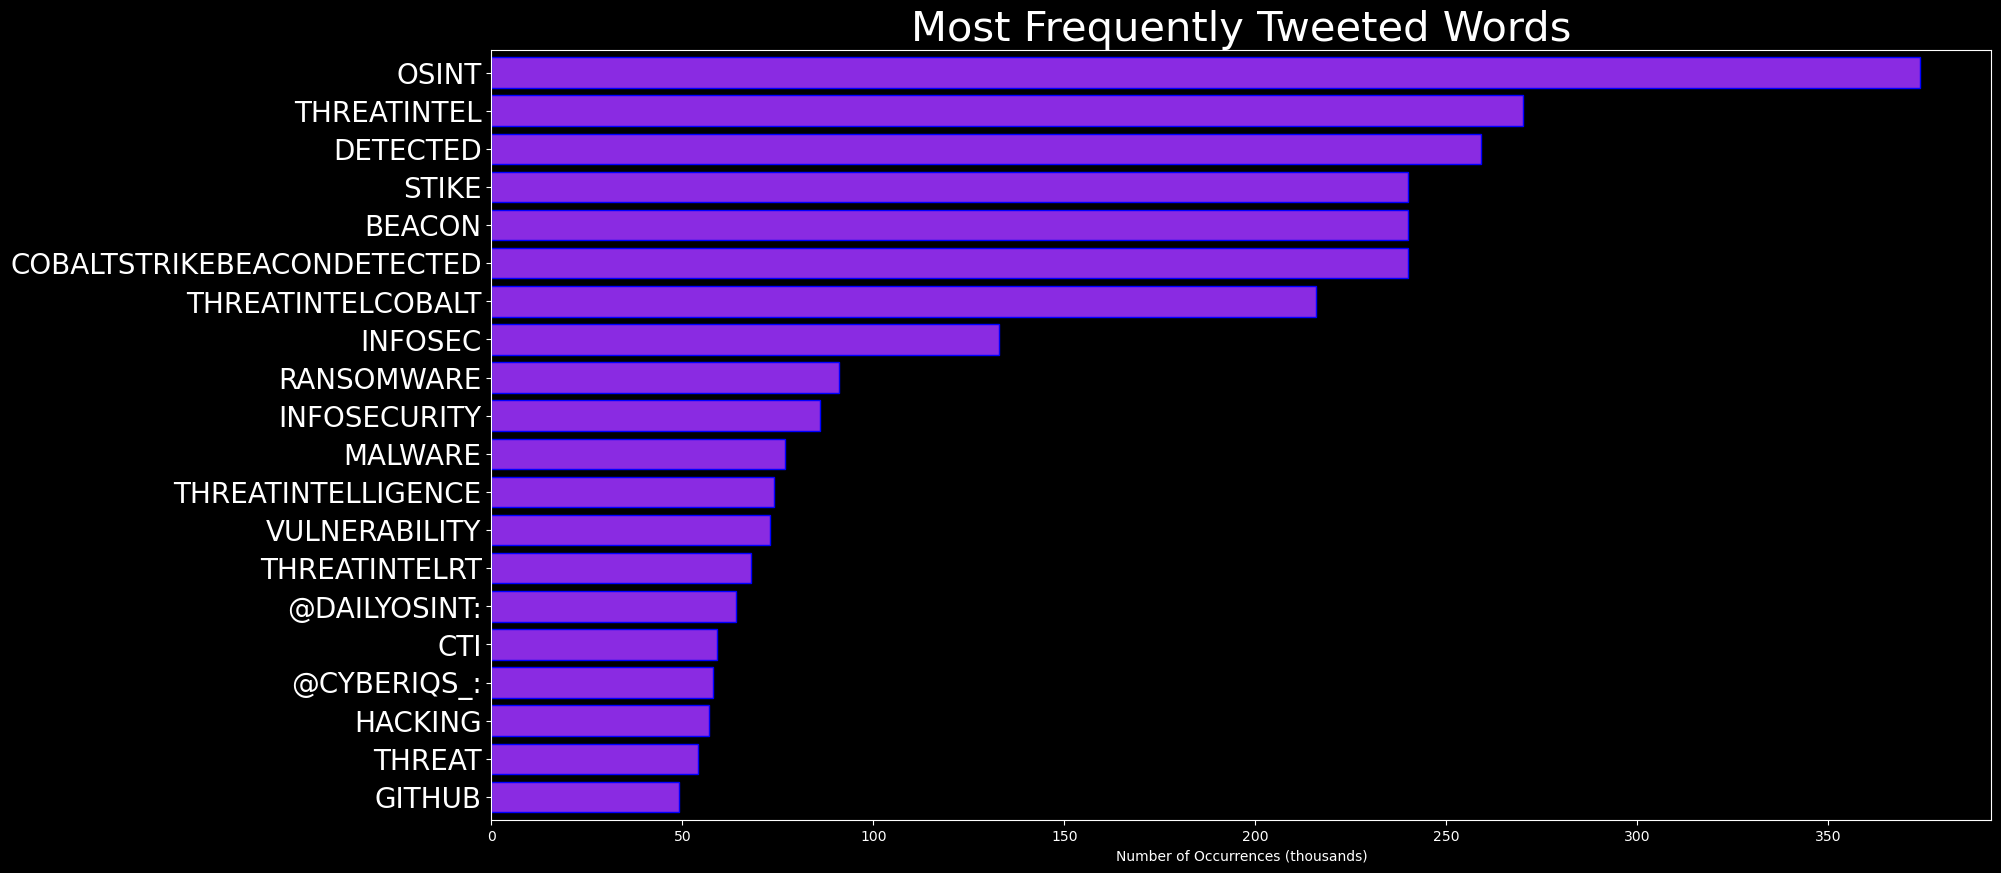 Most Frequently Tweeted Words
OSINT
THREATINTEL
DETECTED
STIKE
BEACON
COBALTSTRIKEBEACONDETECTED
THREATINTELCOBALT
INFOSEC
RANSOMWARE
INFOSECURITY
MALWARE
THREATINTELLIGENCE
VULNERABILITY
THREATINTELRT
@DAILYOSINT:
CTI
@CYBERIQS_:
HACKING
THREAT
GITHUB
0 50 100 150 200 250 300 350
Number of Occurrences (thousands)